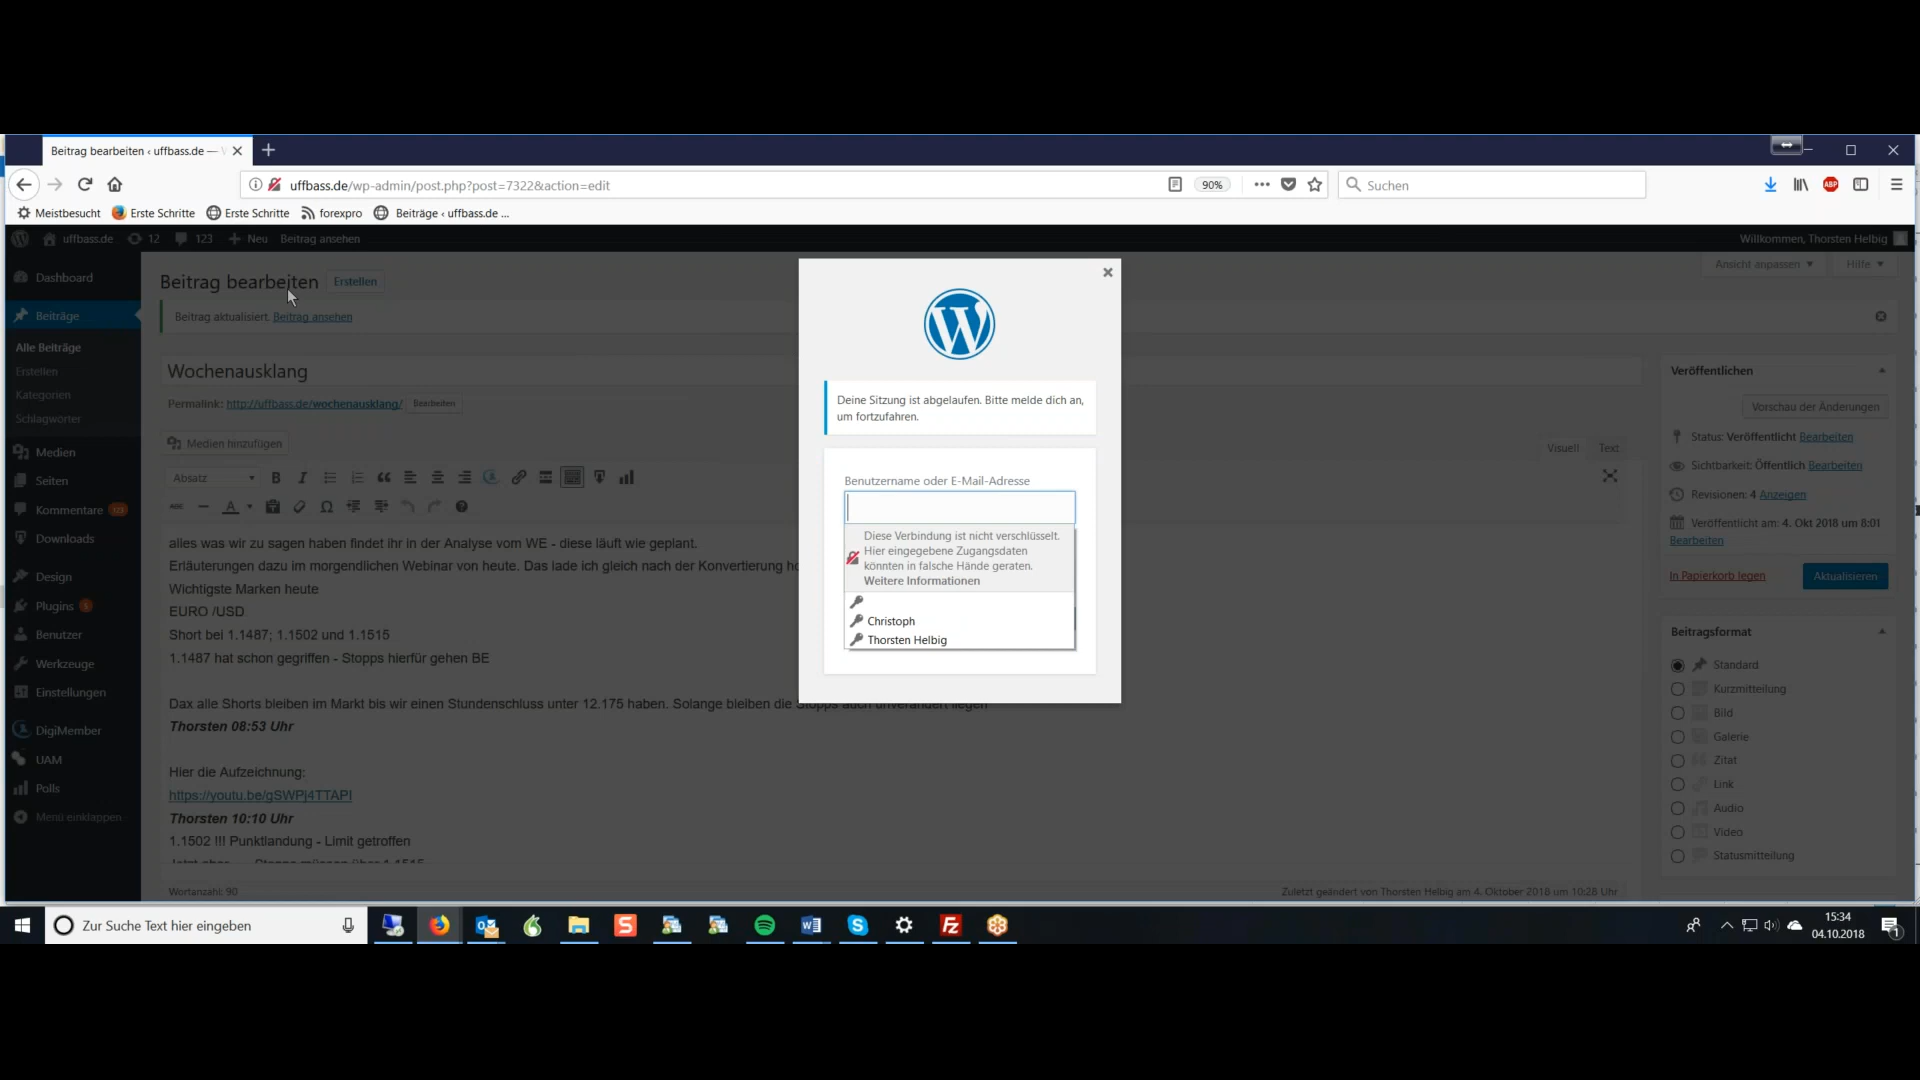 Beitrag bearbeiten ‹ uffbass.de —
uffbass.de/wp-admin/post.php?post=7322&action=edit
90%
Suchen
ABP
Meistbesucht
Erste Schritte
Erste Schritte
forexpro
Beiträge ‹ uffbass.de ...
uffbass.de
12
123
Neu
Beitrag ansehen
Willkommen, Thorsten Helbig
Dashboard
Beiträge
Alle Beiträge
Erstellen
Kategorien
Schlagwörter
Medien
Seiten
Kommentare 123
Downloads
Design
Plugins 5
Benutzer
Werkzeuge
Einstellungen
DigiMember
UAM
Polls
Menü einklappen
Beitrag bearbeiten
Erstellen
Ansicht anpassen
Hilfe
Beitrag aktualisiert. Beitrag ansehen
Wochenausklang
Permalink: http://uffbass.de/wochenausklang/ Bearbeiten
Medien hinzufügen
Visuell
Text
Absatz
B I
ABC
A
alles was wir zu sagen haben findet ihr in der Analyse vom WE - diese läuft wie geplant.
Erläuterungen dazu im morgendlichen Webinar von heute. Das lade ich gleich nach der Konvertierung
Wichtigste Marken heute
EURO /USD
Short bei 1.1487; 1.1502 und 1.1515
1.1487 hat schon gegriffen - Stopps hierfür gehen BE
Dax alle Shorts bleiben im Markt bis wir einen Stundenschluss unter 12.175 haben. Solange bleiben die Stopps auch unverändert liegen
Thorsten 08:53 Uhr
Hier die Aufzeichnung:
https://youtu.be/gSWPj4TTAPI
Thorsten 10:10 Uhr
1.1502 !!! Punktlandung - Limit getroffen
Wortanzahl: 90
Zuletzt geändert von Thorsten Helbig am 4. Oktober 2018 um 10:28 Uhr
Deine Sitzung ist abgelaufen. Bitte melde dich an,
um fortzufahren.
Benutzername oder E-Mail-Adresse
Diese Verbindung ist nicht verschlüsselt.
Hier eingegebene Zugangsdaten
könnten in falsche Hände geraten.
Weitere Informationen
Christoph
Thorsten Helbig
Veröffentlichen
Vorschau der Änderungen
Status: Veröffentlicht Bearbeiten
Sichtbarkeit: Öffentlich Bearbeiten
Revisionen: 4 Anzeigen
Veröffentlicht am: 4. Okt 2018 um 8:01
Bearbeiten
In Papierkorb legen
Aktualisieren
Beitragsformat
Standard
Kurzmitteilung
Bild
Galerie
Zitat
Link
Audio
Video
Statusmitteilung
Zur Suche Text hier eingeben
15:34
04.10.2018
1